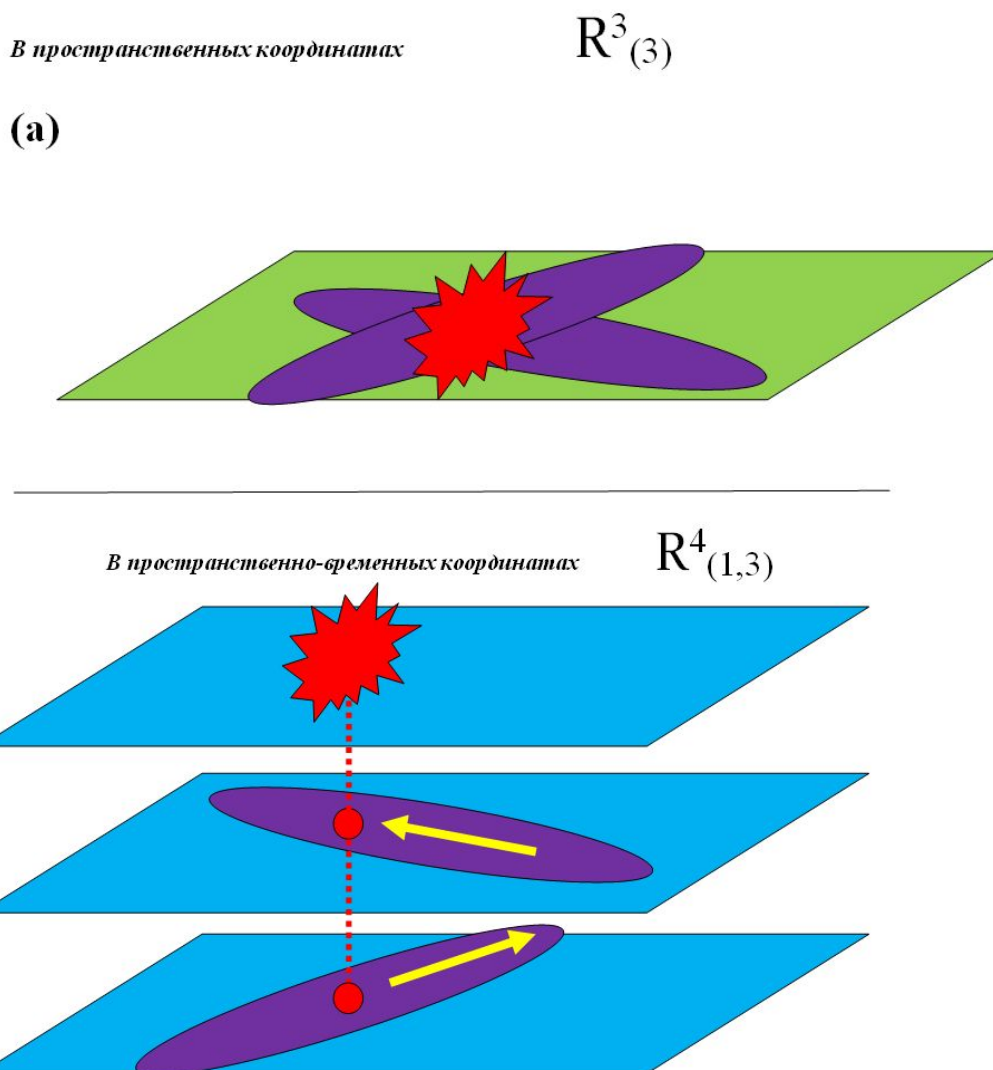 В пространственных координатах R³₍₃₎
(а)
В пространственно-временных координатах R⁴₍₁,₃₎